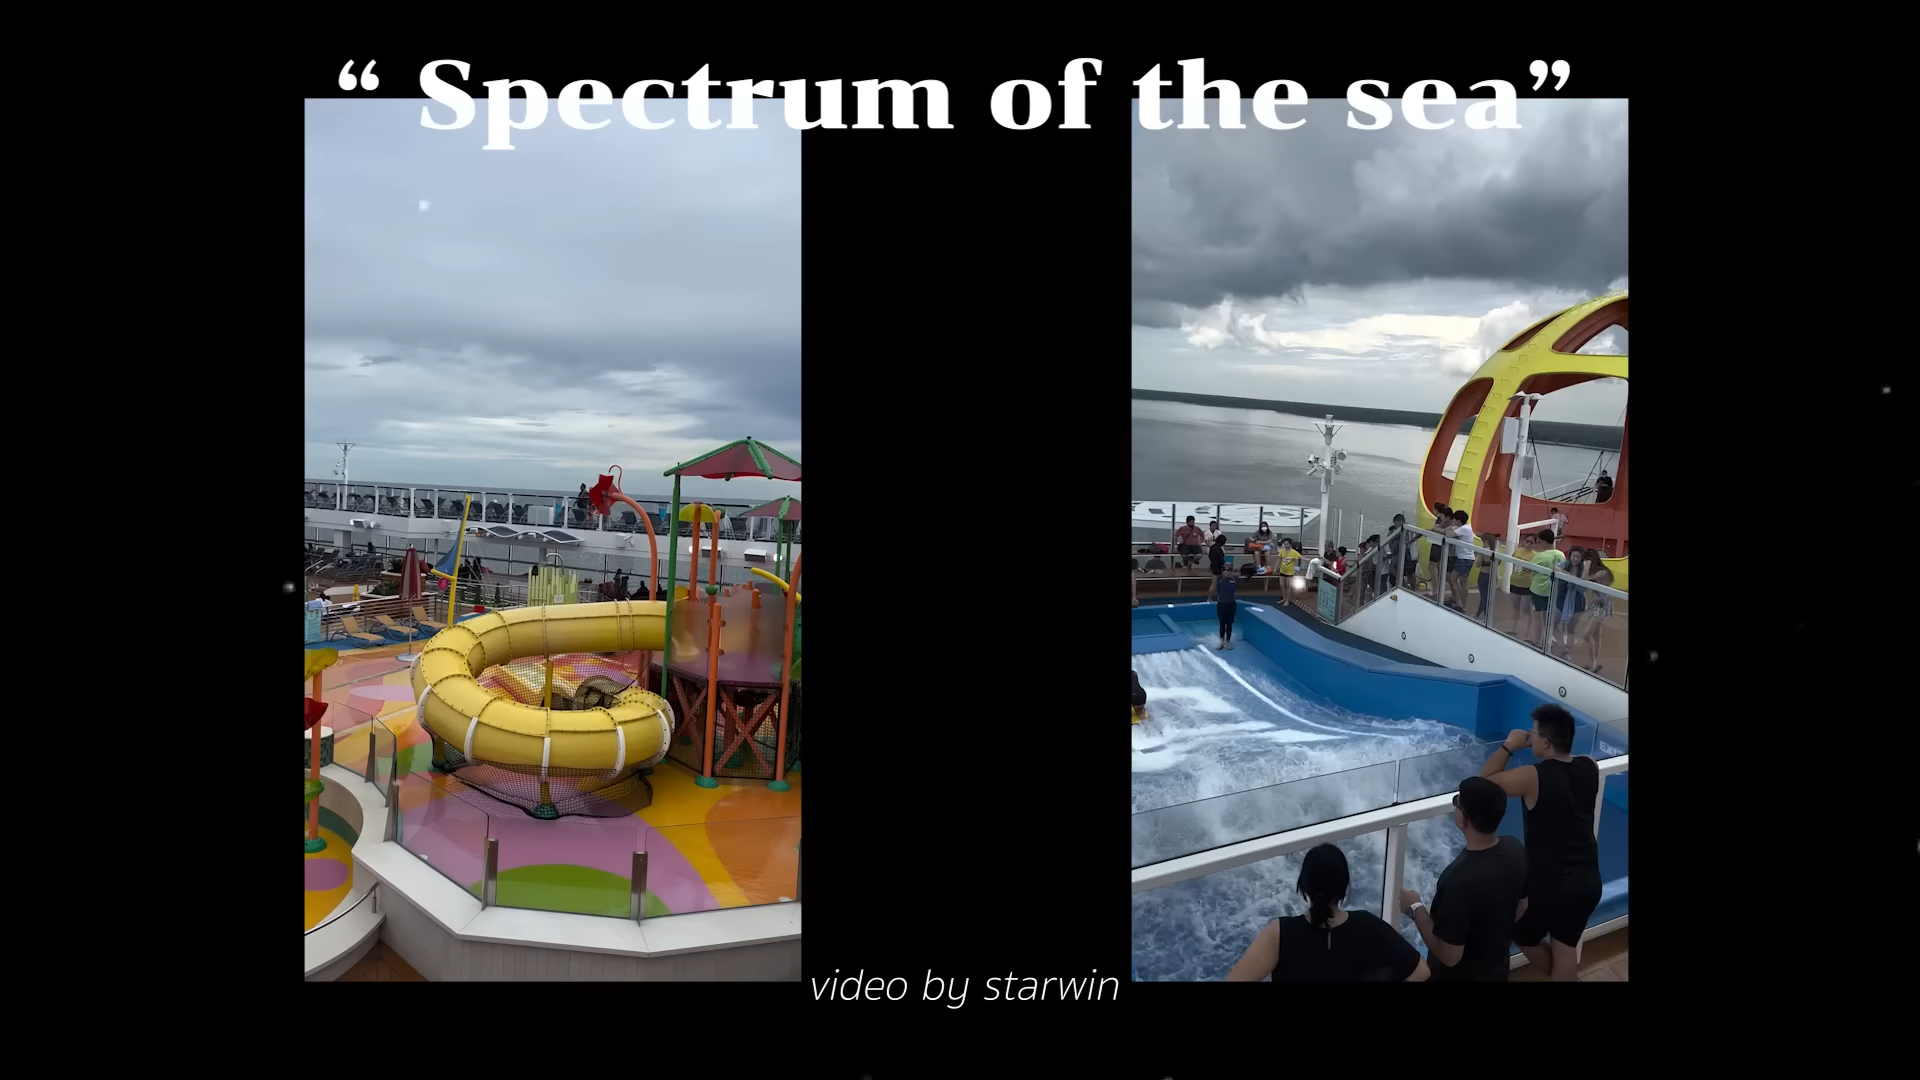 “ Spectrum of the sea”
video by starwin